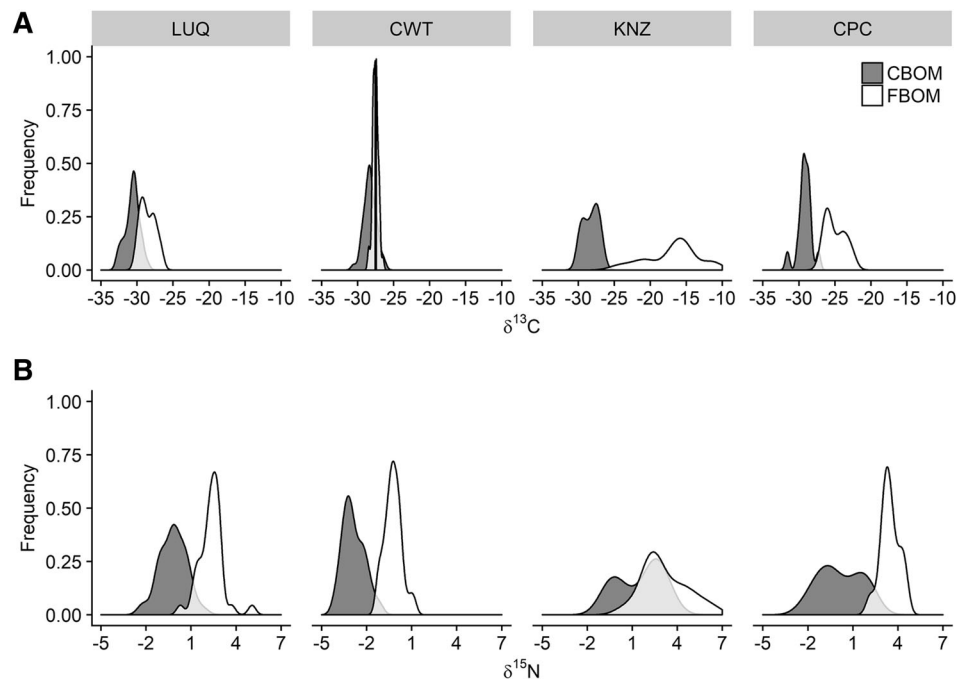 A
LUQ CWT KNZ CPC
CBOM
FBOM
Frequency
1.00
0.75
0.50
0.25
0.00
-35 -30 -25 -20 -15 -10 -35 -30 -25 -20 -15 -10 -35 -30 -25 -20 -15 -10 -35 -30 -25 -20 -15 -10
δ¹³C
B
Frequency
1.00
0.75
0.50
0.25
0.00
-5 -2 1 4 7 -5 -2 1 4 7 -5 -2 1 4 7 -5 -2 1 4 7
δ¹⁵N